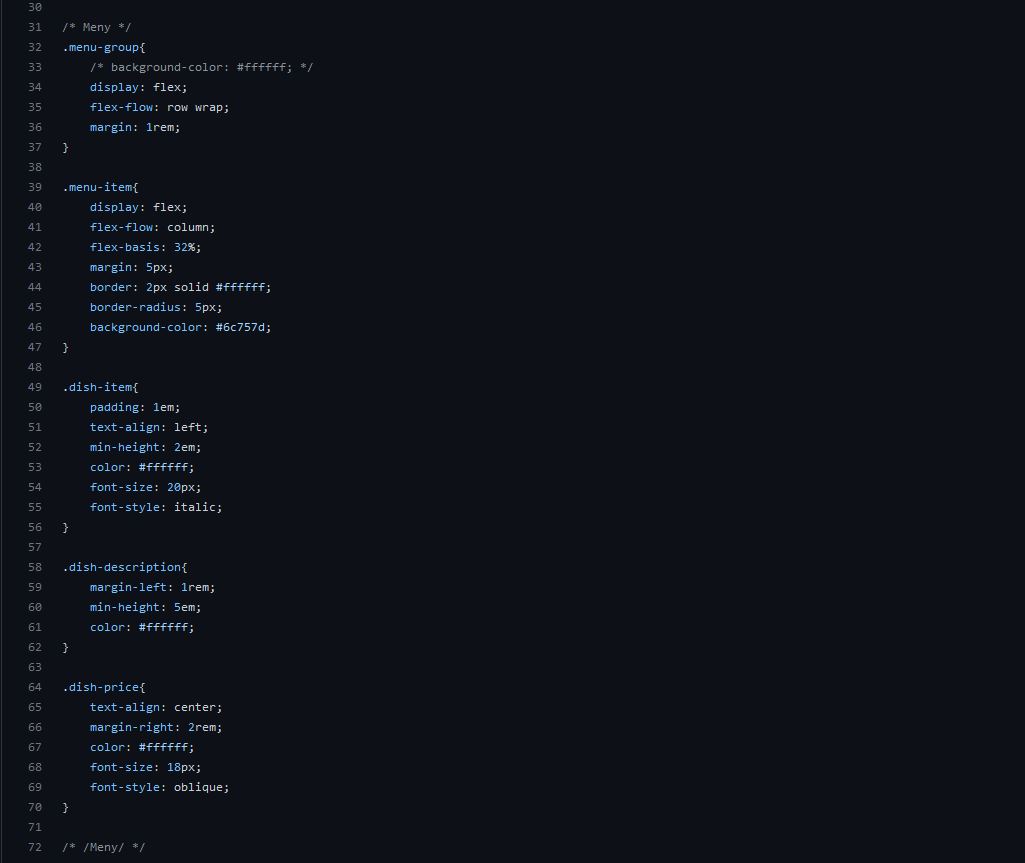 30
31 /* Meny */
32 .menu-group{
33     /* background-color: #ffffff; */
34     display: flex;
35     flex-flow: row wrap;
36     margin: 1rem;
37 }
38
39 .menu-item{
40     display: flex;
41     flex-flow: column;
42     flex-basis: 32%;
43     margin: 5px;
44     border: 2px solid #ffffff;
45     border-radius: 5px;
46     background-color: #6c757d;
47 }
48
49 .dish-item{
50     padding: 1em;
51     text-align: left;
52     min-height: 2em;
53     color: #ffffff;
54     font-size: 20px;
55     font-style: italic;
56 }
57
58 .dish-description{
59     margin-left: 1rem;
60     min-height: 5em;
61     color: #ffffff;
62 }
63
64 .dish-price{
65     text-align: center;
66     margin-right: 2rem;
67     color: #ffffff;
68     font-size: 18px;
69     font-style: oblique;
70 }
71
72 /* /Meny/ */